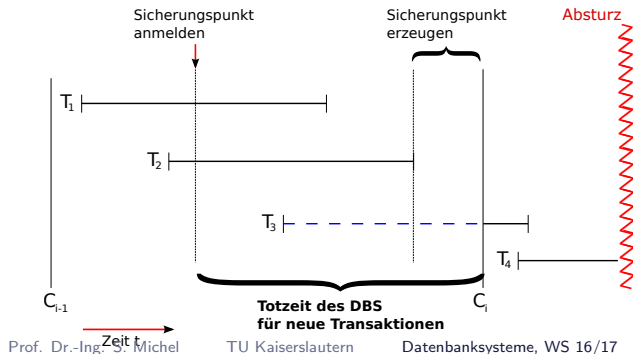 Sicherungspunkt
anmelden
Sicherungspunkt
erzeugen
Absturz
T1
T2
T3
T4
Ci-1
Ci
Totzeit des DBS
für neue Transaktionen
Zeit t
Prof. Dr.-Ing. S. Michel TU Kaiserslautern Datenbanksysteme, WS 16/17